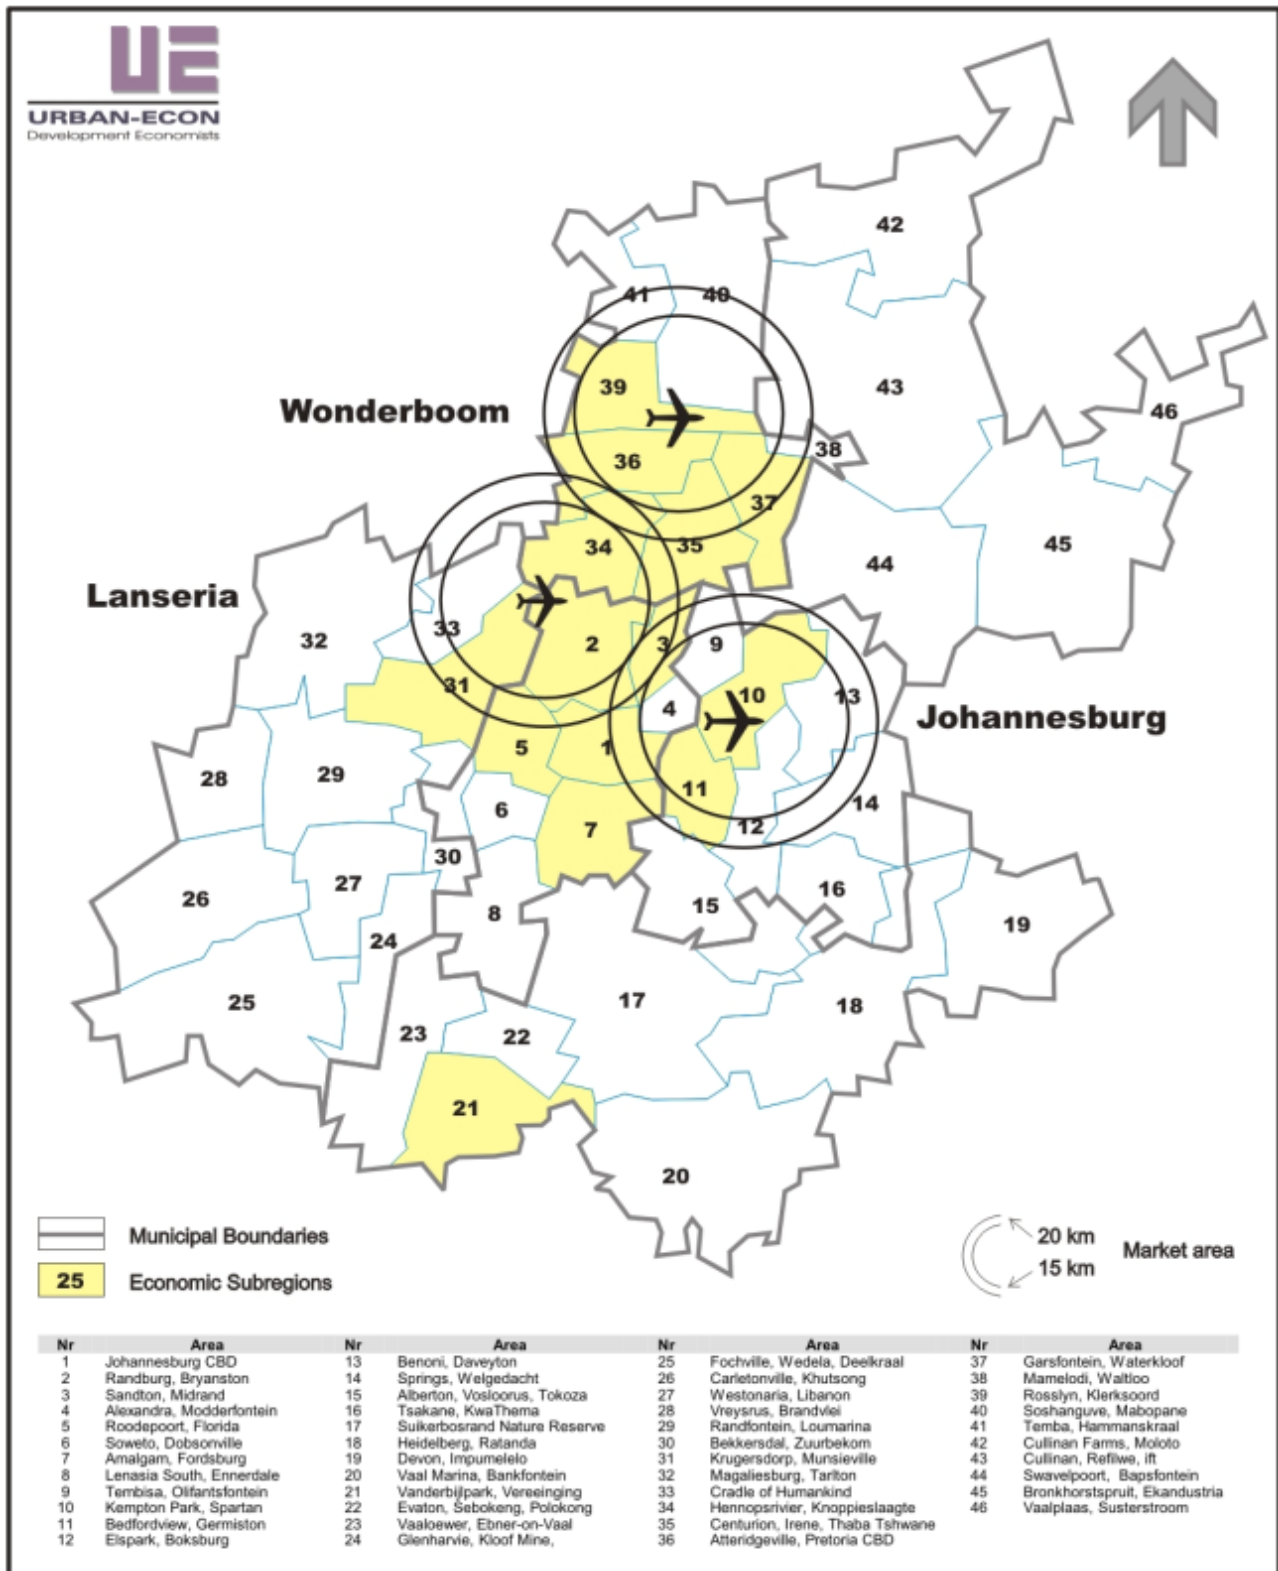 UE
URBAN-ECON
Development Economists
42
41
40
39
43
46
Wonderboom
36
38
37
34
35
45
44
Lanseria
33
32
2
3
9
31
10
13
4
Johannesburg
5
1
28
29
11
14
6
7
12
30
27
26
16
15
8
19
24
25
17
18
23
22
21
20
Municipal Boundaries
25 Economic Subregions
20 km
15 km
Market area
Nr Area Nr Area Nr Area Nr Area
1 Johannesburg CBD 13 Benoni, Daveyton 25 Fochville, Wedela, Deelkraal 37 Garsfontein, Waterkloof
2 Randburg, Bryanston 14 Springs, Welgedacht 26 Carletonville, Khutsong 38 Mamelodi, Waltloo
3 Sandton, Midrand 15 Alberton, Vosloorus, Tokoza 27 Westonaria, Libanon 39 Rosslyn, Klerksoord
4 Alexandra, Modderfontein 16 Tsakane, KwaThema 28 Vreysrus, Brandvlei 40 Soshanguve, Mabopane
5 Roodepoort, Florida 17 Suikerbosrand Nature Reserve 29 Randfontein, Loumarina 41 Temba, Hammanskraal
6 Soweto, Dobsonville 18 Heidelberg, Ratanda 30 Bekkersdal, Zuurbekom 42 Cullinan Farms, Moloto
7 Amalgam, Fordsburg 19 Devon, Impumelelo 31 Krugersdorp, Munsieville 43 Cullinan, Refilwe, ift
8 Lenasia South, Ennerdale 20 Vaal Marina, Bankfontein 32 Magaliesburg, Tarlton 44 Swavelpoort, Bapsfontein
9 Tembisa, Olifantsfontein 21 Vanderbijlpark, Vereeinging 33 Cradle of Humankind 45 Bronkhorstspruit, Ekandustria
10 Kempton Park, Spartan 22 Evaton, Sebokeng, Polokong 34 Hennopsrivier, Knoppieslaagte 46 Vaalplaas, Susterstroom
11 Bedfordview, Germiston 23 Vaaloewer, Ebner-on-Vaal 35 Centurion, Irene, Thaba Tshwane
12 Elspark, Boksburg 24 Glenharvie, Kloof Mine, 36 Atteridgeville, Pretoria CBD